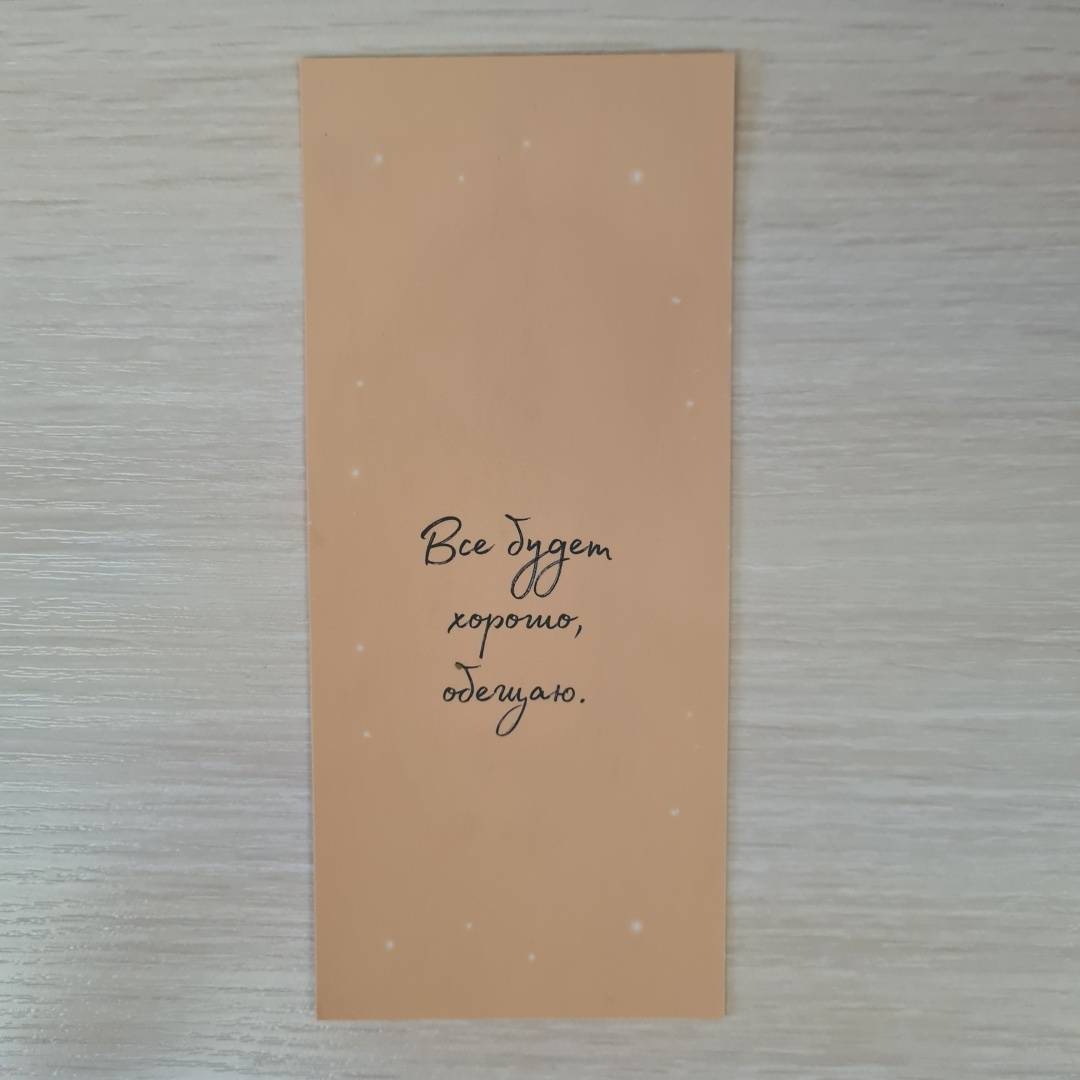 Все будет
хорошо,
обещаю.